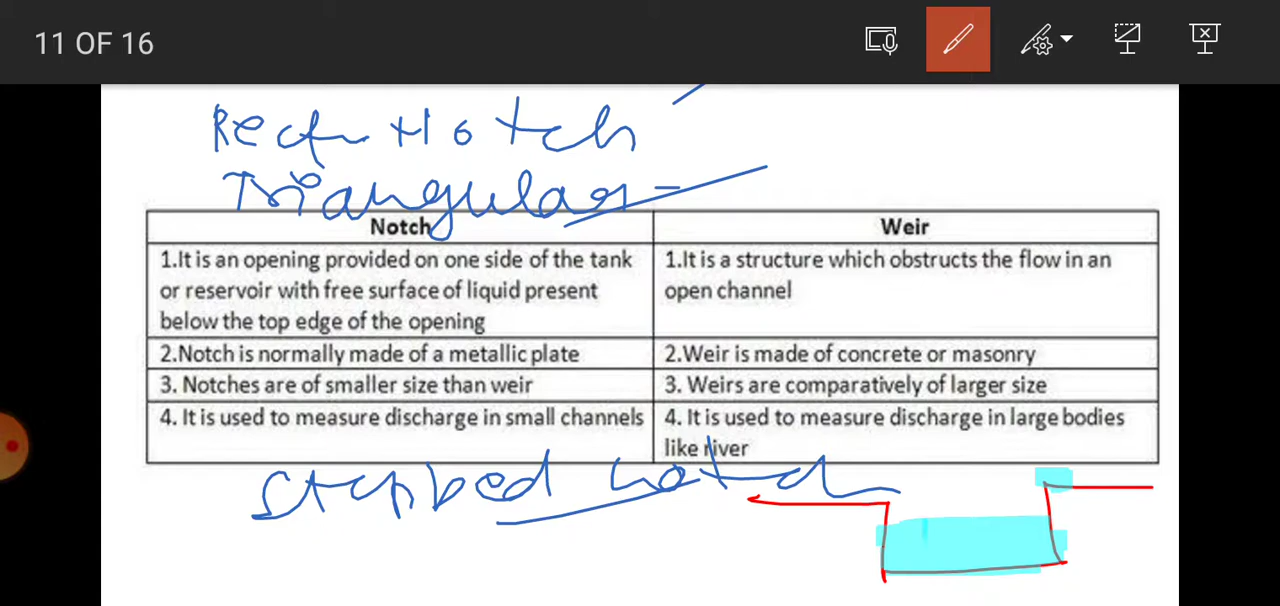 11 OF 16
Rect Notch
Triangular
Notch
Weir
1.It is an opening provided on one side of the tank
or reservoir with free surface of liquid present
below the top edge of the opening
1.It is a structure which obstructs the flow in an
open channel
2.Notch is normally made of a metallic plate
2.Weir is made of concrete or masonry
3. Notches are of smaller size than weir
3. Weirs are comparatively of larger size
4. It is used to measure discharge in small channels
4. It is used to measure discharge in large bodies
like river
Stepped notch